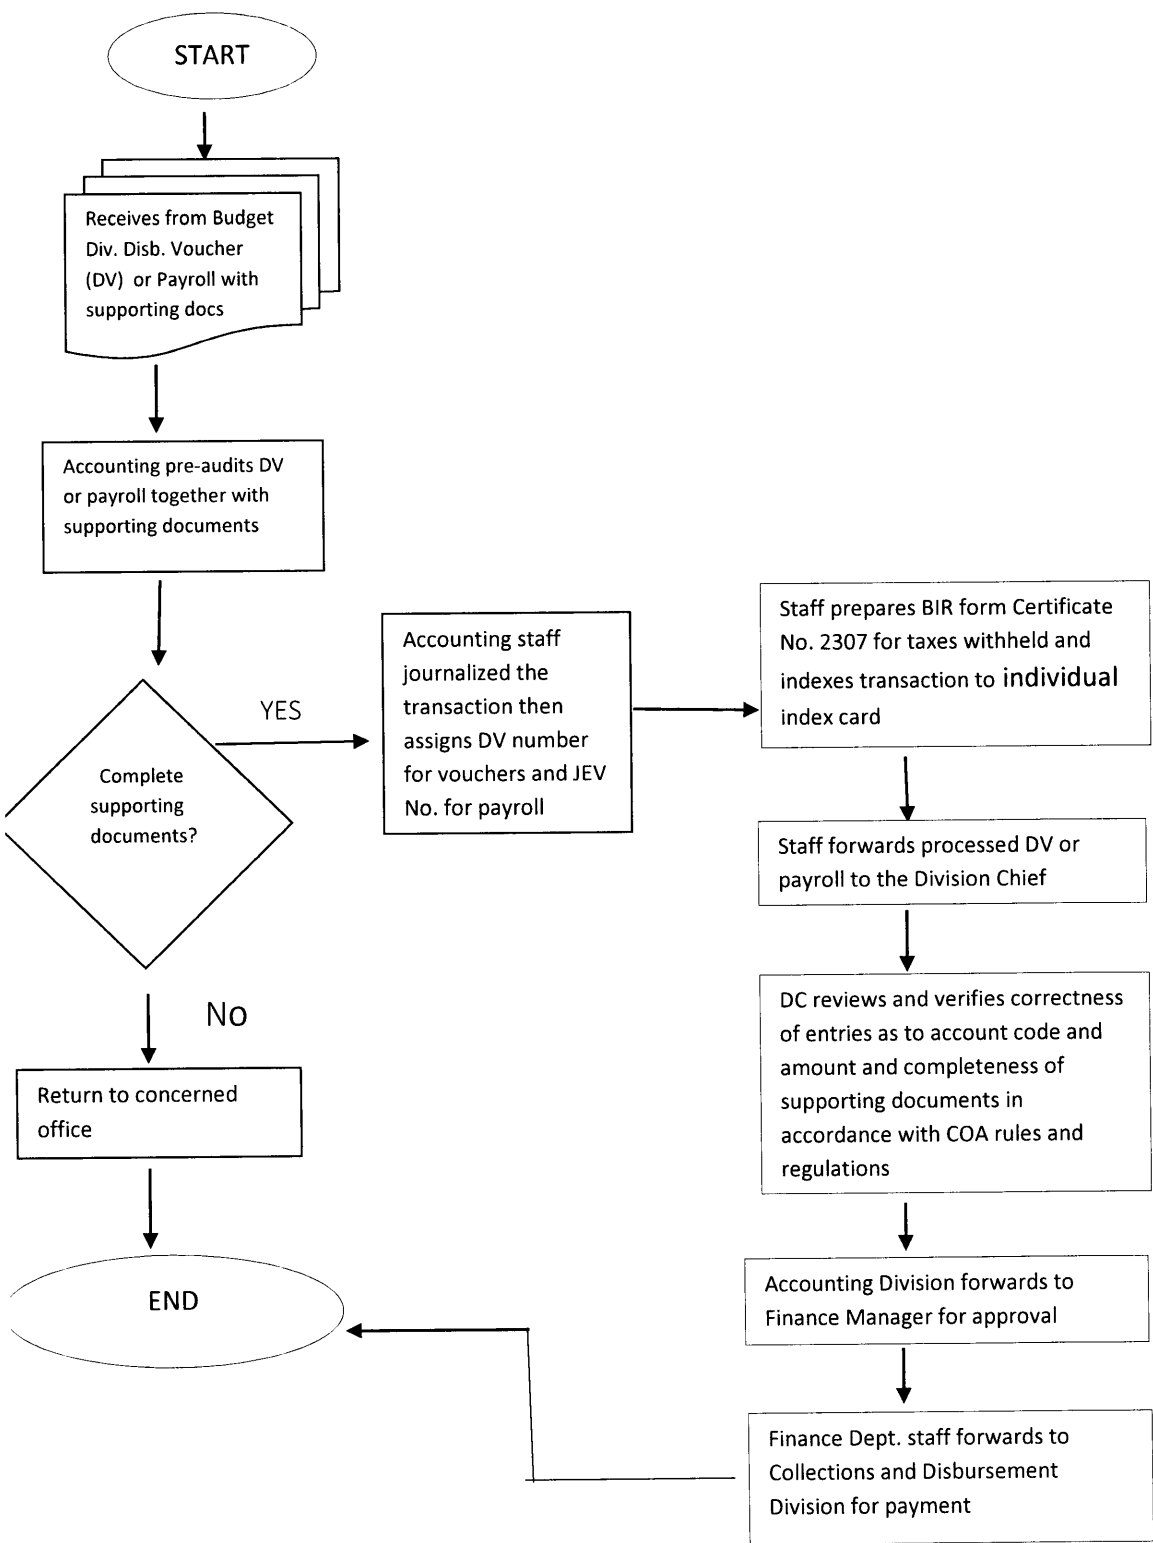 START
Receives from Budget
Div. Disb. Voucher
(DV) or Payroll with
supporting docs
Accounting pre-audits DV
or payroll together with
supporting documents
Complete
supporting
documents?
YES
Accounting staff
journalized the
transaction then
assigns DV number
for vouchers and JEV
No. for payroll
Staff prepares BIR form Certificate
No. 2307 for taxes withheld and
indexes transaction to individual
index card
Staff forwards processed DV or
payroll to the Division Chief
DC reviews and verifies correctness
of entries as to account code and
amount and completeness of
supporting documents in
accordance with COA rules and
regulations
Accounting Division forwards to
Finance Manager for approval
Finance Dept. staff forwards to
Collections and Disbursement
Division for payment
No
Return to concerned
office
END